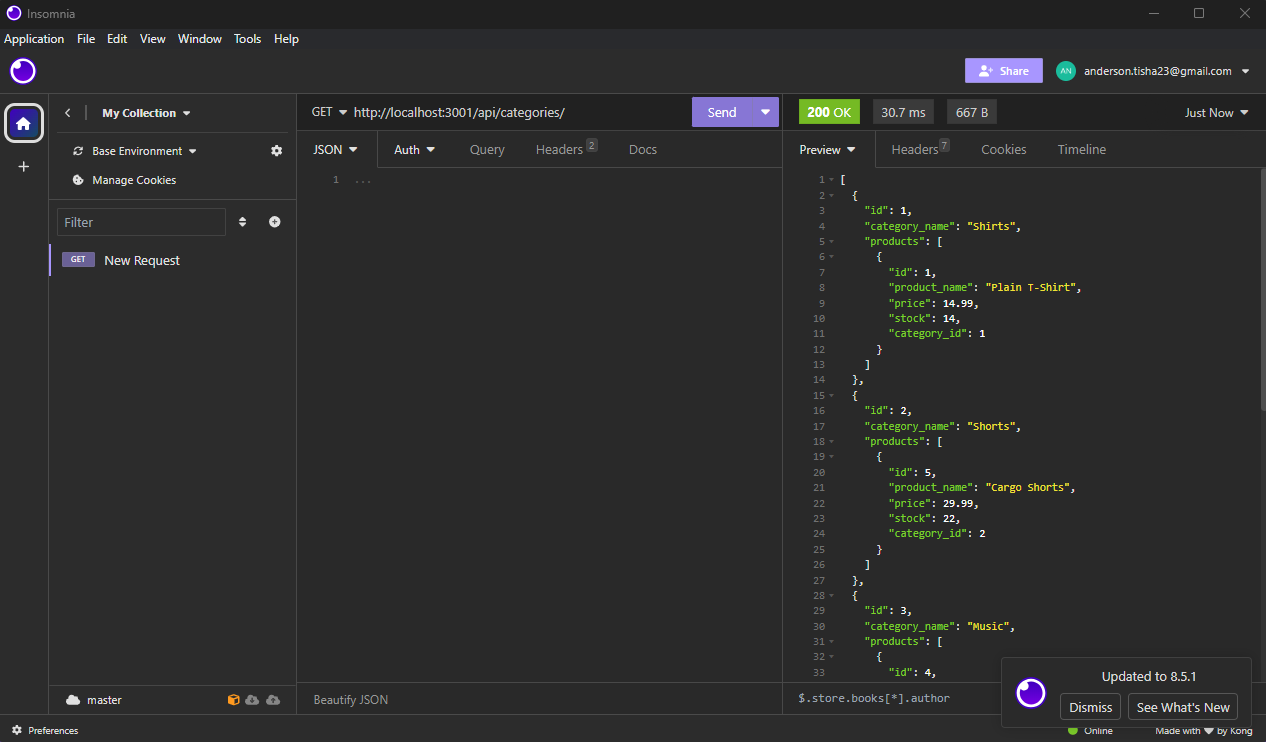 Insomnia
Application File Edit View Window Tools Help
Share AN anderson.tisha23@gmail.com
My Collection
Base Environment
Manage Cookies
Filter
GET New Request
master
GET http://localhost:3001/api/categories/ Send
JSON Auth Query Headers 2 Docs
1 ...
Beautify JSON
200 OK 30.7 ms 667 B Just Now
Preview Headers 7 Cookies Timeline
1 [
2 {
3 "id": 1,
4 "category_name": "Shirts",
5 "products": [
6 {
7 "id": 1,
8 "product_name": "Plain T-Shirt",
9 "price": 14.99,
10 "stock": 14,
11 "category_id": 1
12 }
13 ]
14 },
15 {
16 "id": 2,
17 "category_name": "Shorts",
18 "products": [
19 {
20 "id": 5,
21 "product_name": "Cargo Shorts",
22 "price": 29.99,
23 "stock": 22,
24 "category_id": 2
25 }
26 ]
27 },
28 {
29 "id": 3,
30 "category_name": "Music",
31 "products": [
32 {
33 "id": 4,
$.store.books[*].author
Updated to 8.5.1
Dismiss See What's New
Preferences
Online Made with ♥ by Kong